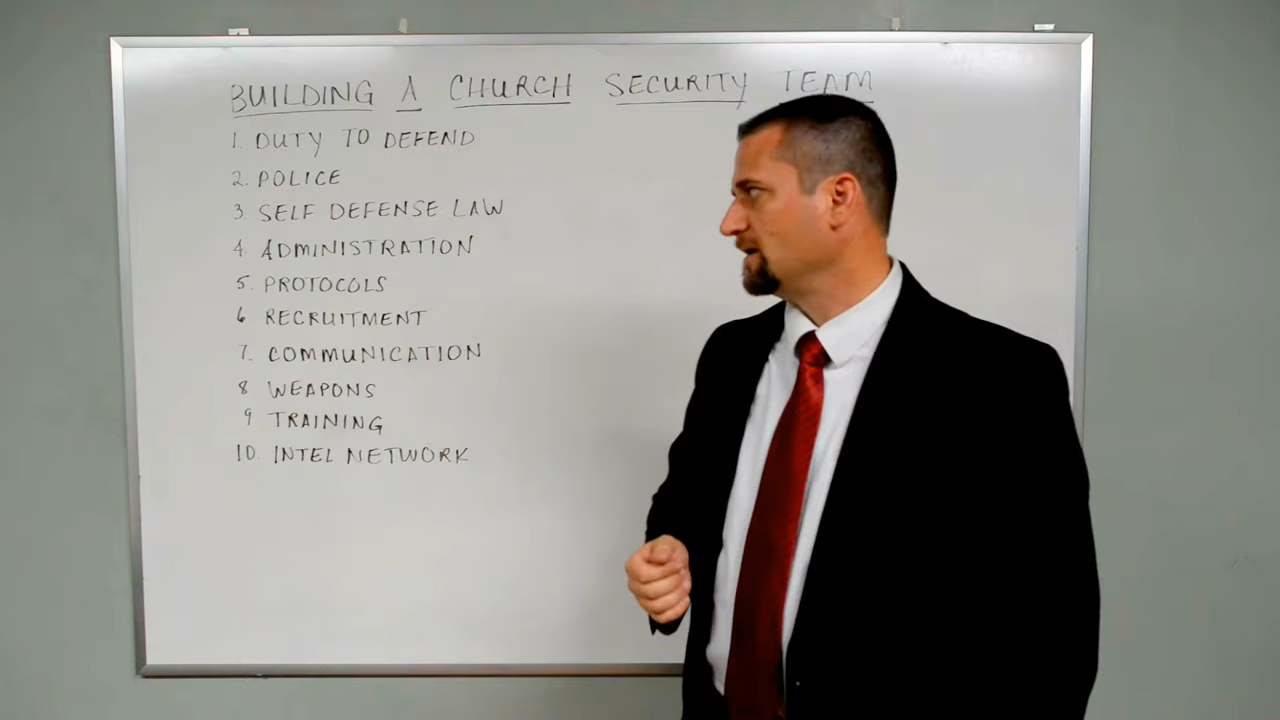 BUILDING A CHURCH SECURITY TEAM
1. DUTY TO DEFEND
2. POLICE
3. SELF DEFENSE LAW
4. ADMINISTRATION
5. PROTOCOLS
6 RECRUITMENT
7. COMMUNICATION
8 WEAPONS
9 TRAINING
10. INTEL NETWORK